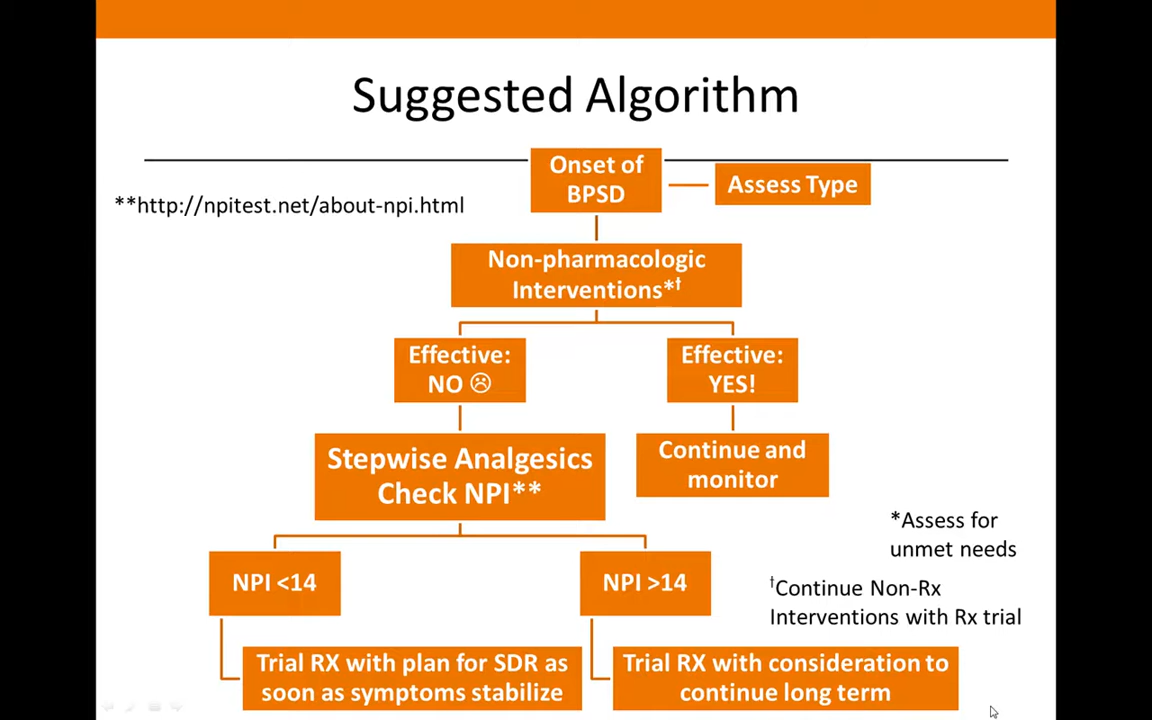 Suggested Algorithm
Onset of
BPSD
Assess Type
**http://npitest.net/about-npi.html
Non-pharmacologic
Interventions*†
Effective:
NO ☹
Effective:
YES!
Stepwise Analgesics
Check NPI**
Continue and
monitor
*Assess for
unmet needs
NPI <14
NPI >14
†Continue Non-Rx
Interventions with Rx trial
Trial RX with plan for SDR as
soon as symptoms stabilize
Trial RX with consideration to
continue long term